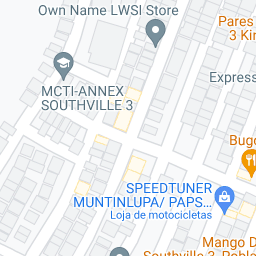 Own Name LWSI Store
Pares
3 Kin
MCTI-ANNEX
SOUTHVILLE 3
Express
Bugo
SPEEDTUNER
MUNTINLUPA/ PAPS...
Loja de motocicletas
Mango D
Southville 3, Poble